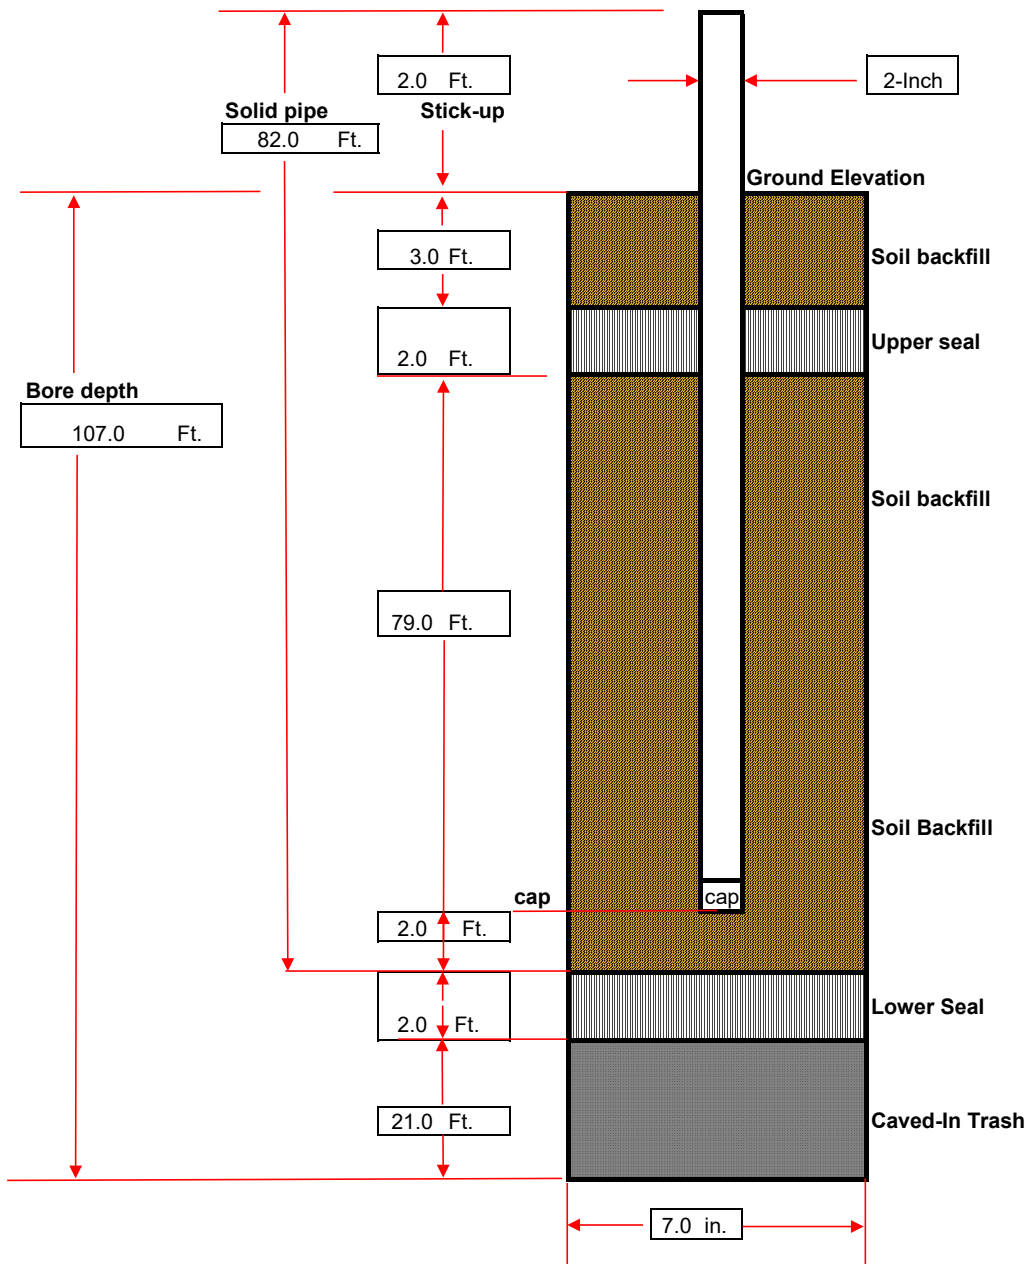 2.0 Ft.
2-Inch
Solid pipe
82.0 Ft.
Stick-up
Ground Elevation
3.0 Ft.
Soil backfill
2.0 Ft.
Upper seal
Bore depth
107.0 Ft.
Soil backfill
79.0 Ft.
Soil Backfill
cap
cap
2.0 Ft.
2.0 Ft.
Lower Seal
21.0 Ft.
Caved-In Trash
7.0 in.